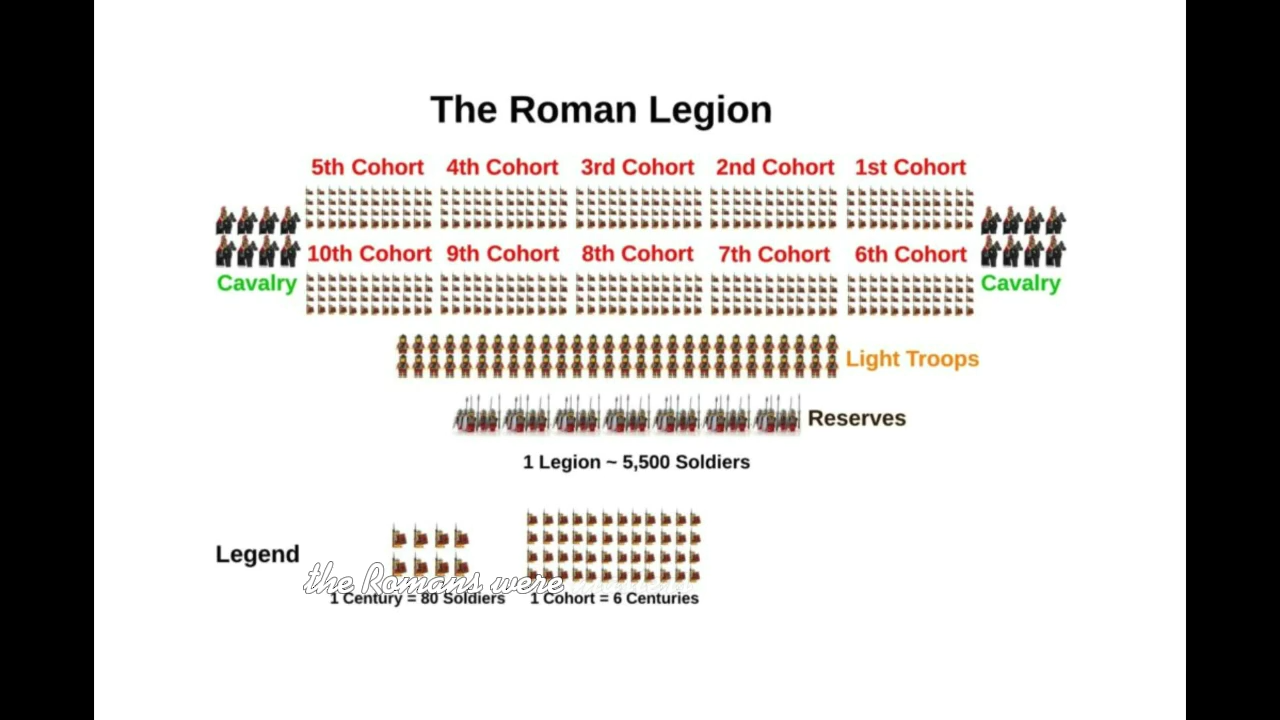 The Roman Legion
5th Cohort 4th Cohort 3rd Cohort 2nd Cohort 1st Cohort
10th Cohort 9th Cohort 8th Cohort 7th Cohort 6th Cohort
Cavalry Cavalry
Light Troops
Reserves
1 Legion ~ 5,500 Soldiers
Legend
the Romans were
1 Century = 80 Soldiers 1 Cohort = 6 Centuries